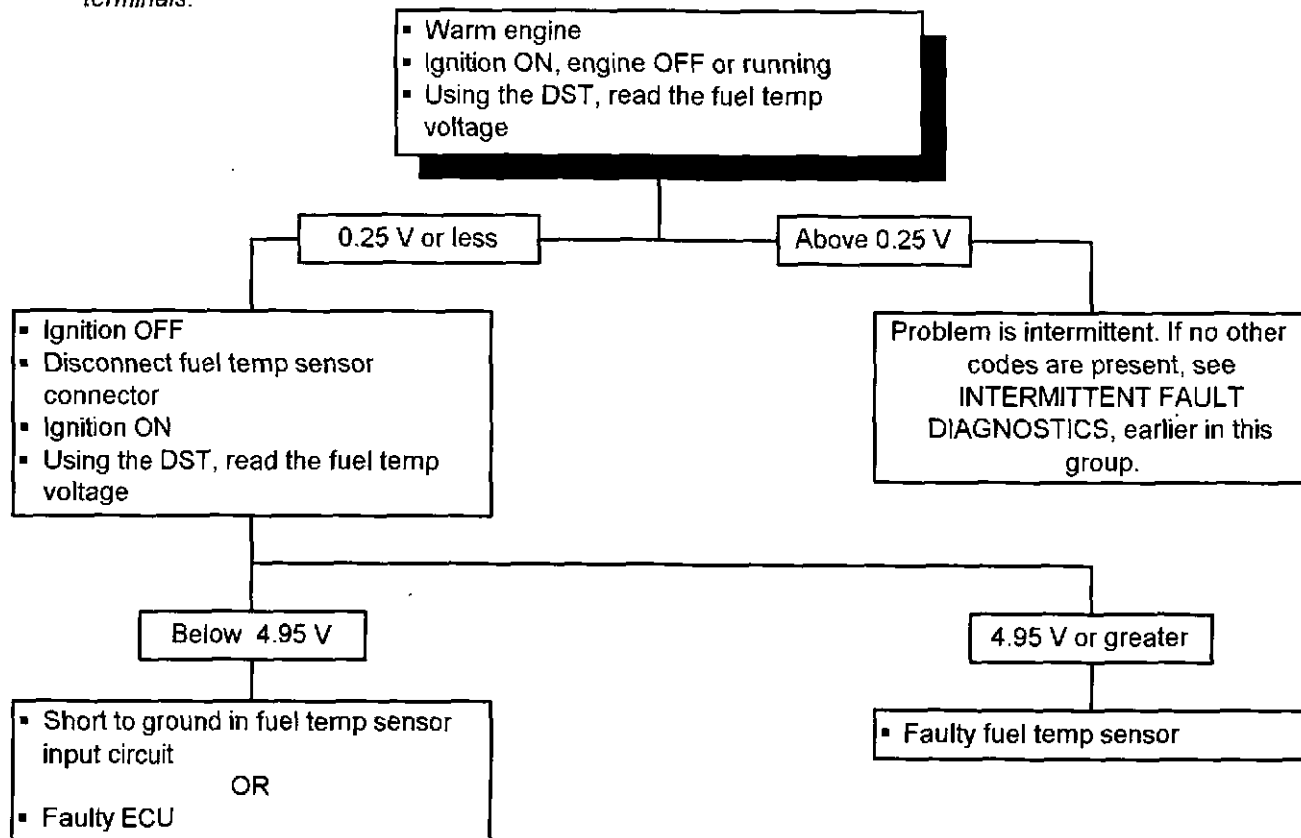 terminals.
▪ Warm engine
▪ Ignition ON, engine OFF or running
▪ Using the DST, read the fuel temp
voltage
0.25 V or less
Above 0.25 V
▪ Ignition OFF
▪ Disconnect fuel temp sensor
connector
▪ Ignition ON
▪ Using the DST, read the fuel temp
voltage
Problem is intermittent. If no other
codes are present, see
INTERMITTENT FAULT
DIAGNOSTICS, earlier in this
group.
Below 4.95 V
4.95 V or greater
▪ Short to ground in fuel temp sensor
input circuit
OR
▪ Faulty ECU
▪ Faulty fuel temp sensor